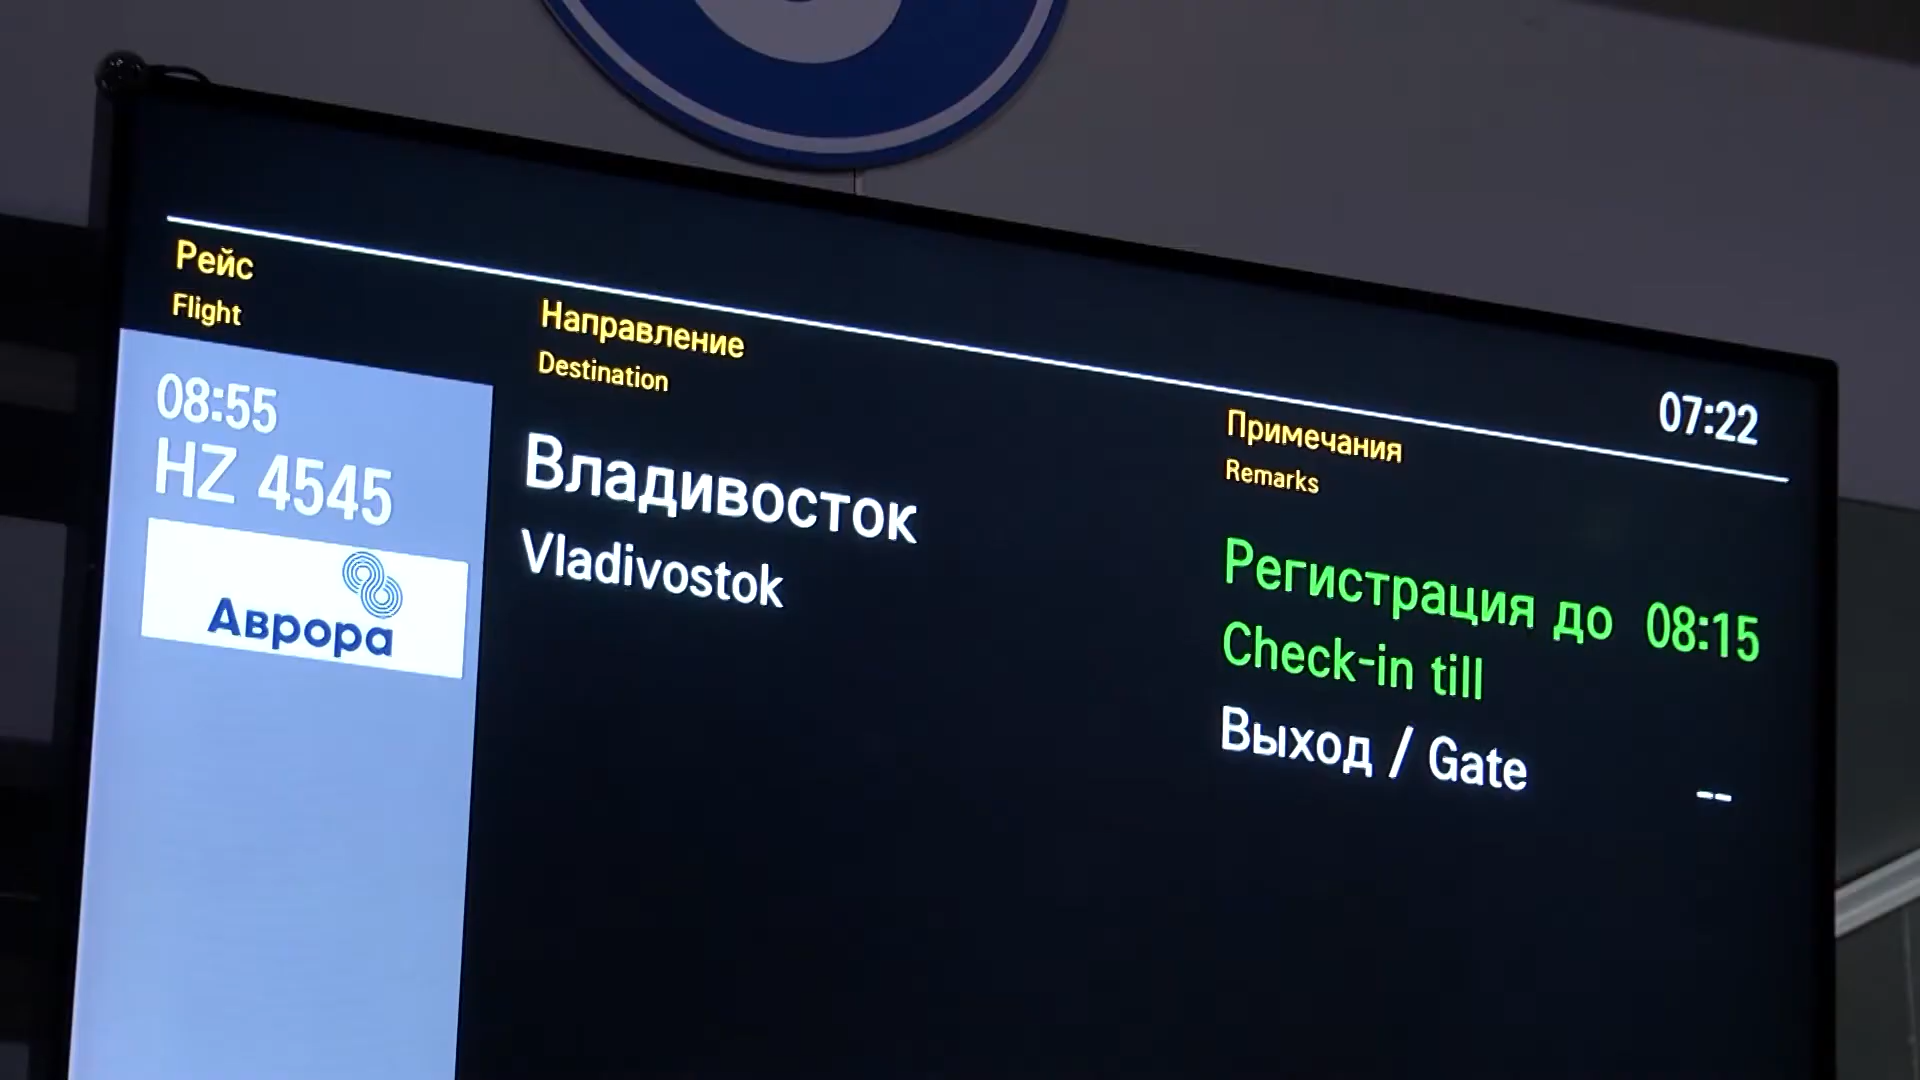 07:22
Рейс
Flight
Направление
Destination
Примечания
Remarks
08:55
HZ 4545
Аврора
Владивосток
Vladivostok
Регистрация до 08:15
Check-in till
Выход / Gate --